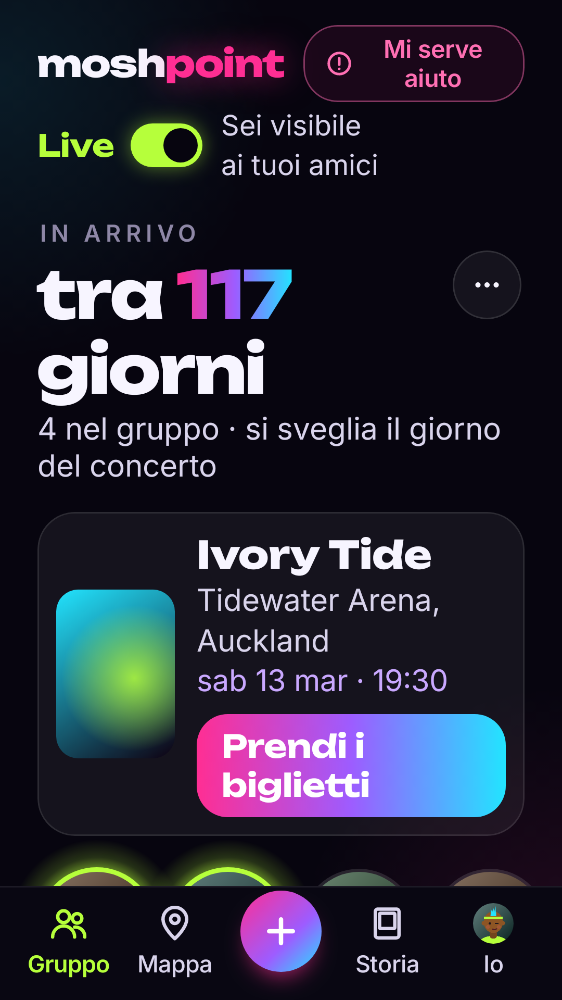 moshpoint
Mi serve
aiuto
Live
Sei visibile
ai tuoi amici
IN ARRIVO
tra 117
giorni
4 nel gruppo · si sveglia il giorno
del concerto
Ivory Tide
Tidewater Arena,
Auckland
sab 13 mar · 19:30
Prendi i
biglietti
Gruppo
Mappa
Storia
Io